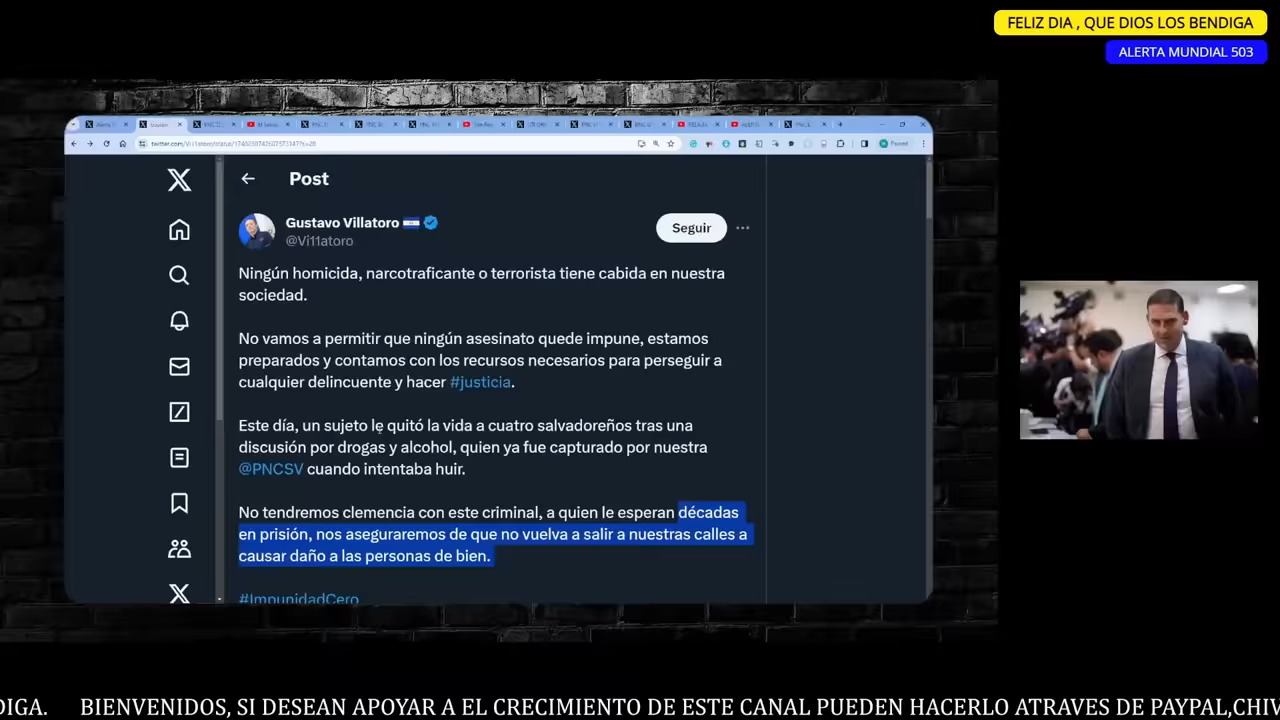 FELIZ DIA , QUE DIOS LOS BENDIGA
ALERTA MUNDIAL 503
Post
Gustavo Villatoro
@Vi11atoro
Seguir
Ningún homicida, narcotraficante o terrorista tiene cabida en nuestra
sociedad.
No vamos a permitir que ningún asesinato quede impune, estamos
preparados y contamos con los recursos necesarios para perseguir a
cualquier delincuente y hacer #justicia.
Este día, un sujeto le quitó la vida a cuatro salvadoreños tras una
discusión por drogas y alcohol, quien ya fue capturado por nuestra
@PNCSV cuando intentaba huir.
No tendremos clemencia con este criminal, a quien le esperan décadas
en prisión, nos aseguraremos de que no vuelva a salir a nuestras calles a
causar daño a las personas de bien.
#ImpunidadCero
DIGA. BIENVENIDOS, SI DESEAN APOYAR A EL CRECIMIENTO DE ESTE CANAL PUEDEN HACERLO ATRAVES DE PAYPAL,CHIV